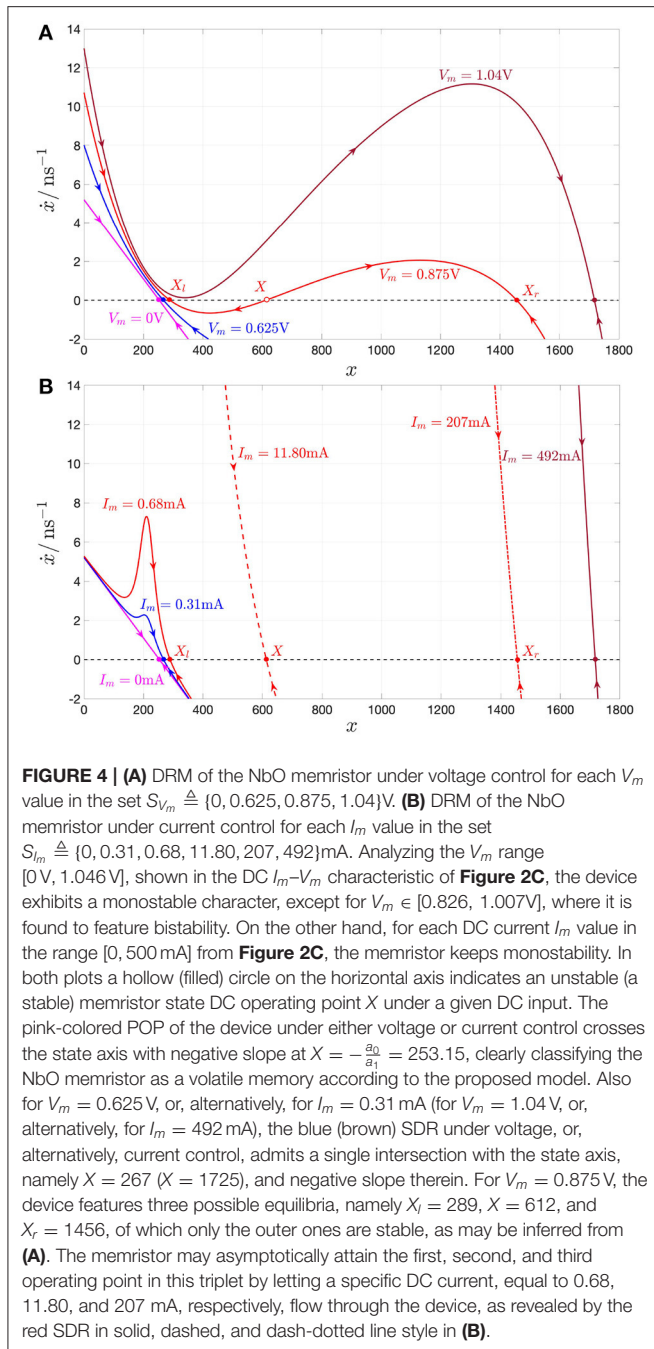 A
14
12
10
8
6
4
2
0
-2
ẋ/ ns⁻¹
V_m = 1.04V
X_l
X
V_m = 0.875V
X_r
V_m = 0V
V_m = 0.625V
0 200 400 600 800 1000 1200 1400 1600 1800
x
B
14
12
10
8
6
4
2
0
-2
ẋ/ ns⁻¹
I_m = 207mA
I_m = 11.80mA
I_m = 492mA
I_m = 0.68mA
I_m = 0.31mA
X_l
X
X_r
I_m = 0mA
0 200 400 600 800 1000 1200 1400 1600 1800
x
FIGURE 4 | (A) DRM of the NbO memristor under voltage control for each V_m
value in the set S_{V_m} ≜ {0, 0.625, 0.875, 1.04}V. (B) DRM of the NbO
memristor under current control for each I_m value in the set
S_{I_m} ≜ {0, 0.31, 0.68, 11.80, 207, 492}mA. Analyzing the V_m range
[0 V, 1.046 V], shown in the DC I_m–V_m characteristic of Figure 2C, the device
exhibits a monostable character, except for V_m ∈ [0.826, 1.007V], where it is
found to feature bistability. On the other hand, for each DC current I_m value in
the range [0, 500 mA] from Figure 2C, the memristor keeps monostability. In
both plots a hollow (filled) circle on the horizontal axis indicates an unstable (a
stable) memristor state DC operating point X under a given DC input. The
pink-colored POP of the device under either voltage or current control crosses
the state axis with negative slope at X = −a₀/a₁ = 253.15, clearly classifying the
NbO memristor as a volatile memory according to the proposed model. Also
for V_m = 0.625 V, or, alternatively, for I_m = 0.31 mA (for V_m = 1.04 V, or,
alternatively, for I_m = 492 mA), the blue (brown) SDR under voltage, or,
alternatively, current control, admits a single intersection with the state axis,
namely X = 267 (X = 1725), and negative slope therein. For V_m = 0.875 V, the
device features three possible equilibria, namely X_l = 289, X = 612, and
X_r = 1456, of which only the outer ones are stable, as may be inferred from
(A). The memristor may asymptotically attain the first, second, and third
operating point in this triplet by letting a specific DC current, equal to 0.68,
11.80, and 207 mA, respectively, flow through the device, as revealed by the
red SDR in solid, dashed, and dash-dotted line style in (B).